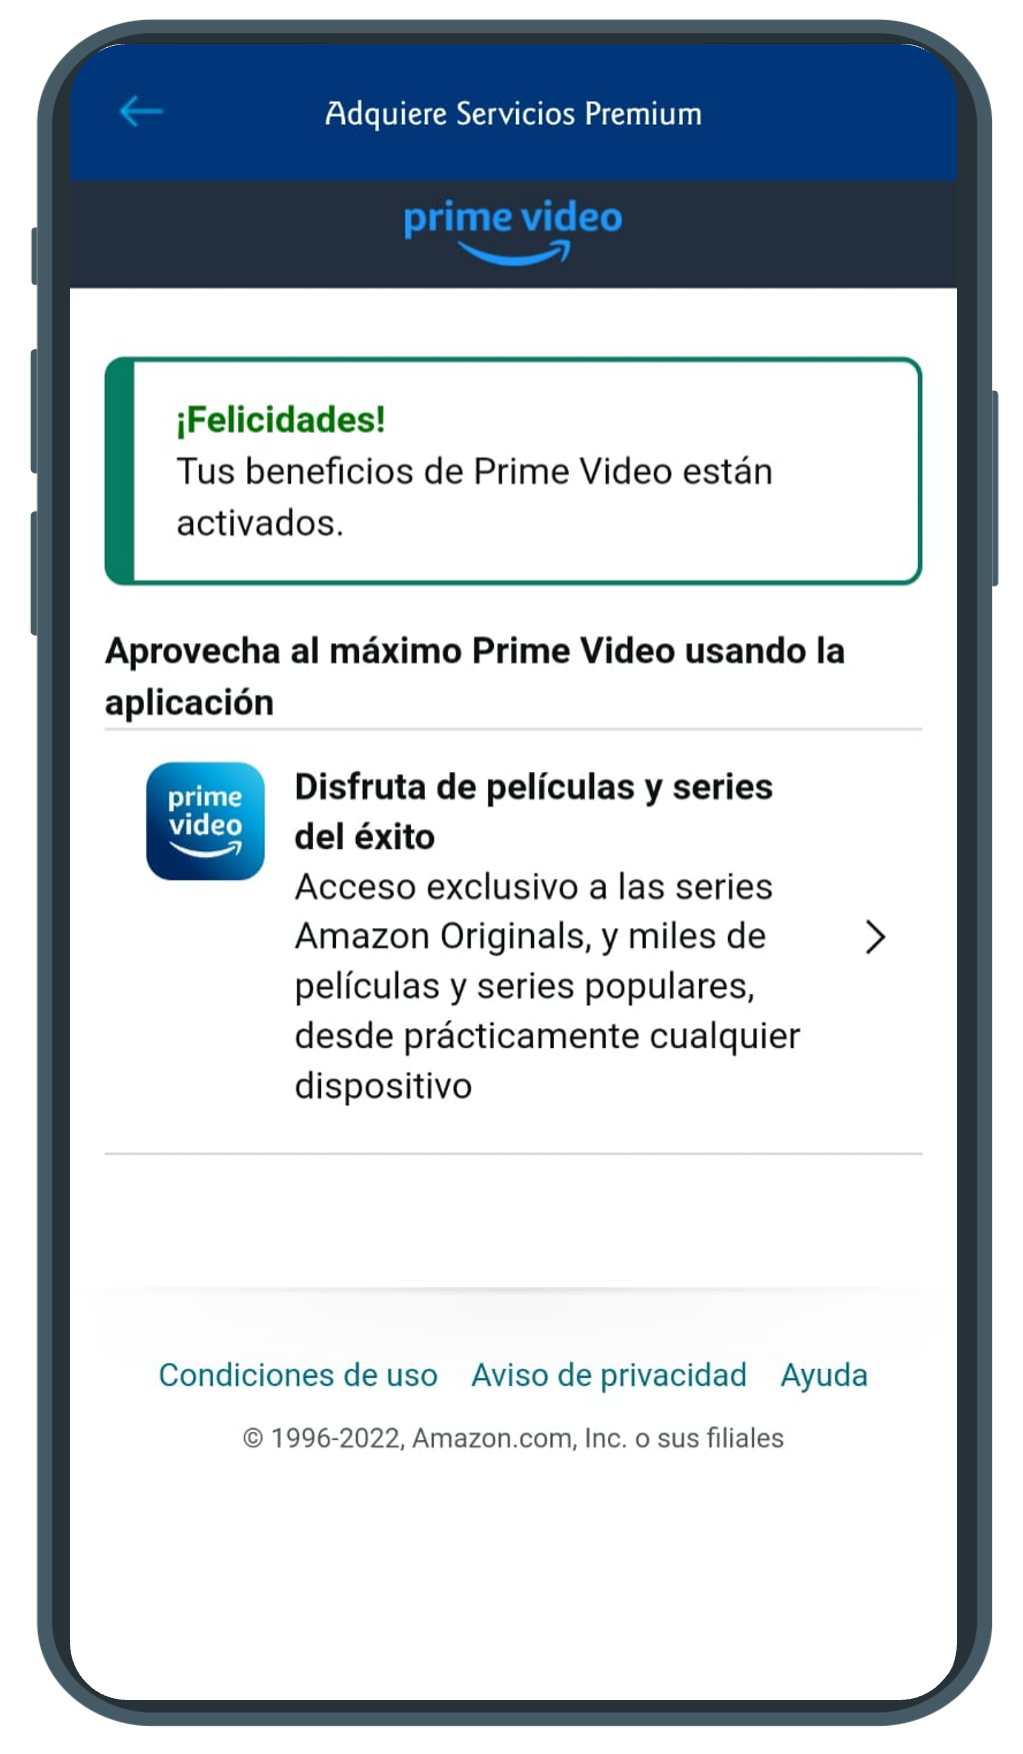 Adquiere Servicios Premium
prime video
¡Felicidades!
Tus beneficios de Prime Video están
activados.
Aprovecha al máximo Prime Video usando la
aplicación
prime
video
Disfruta de películas y series
del éxito
Acceso exclusivo a las series
Amazon Originals, y miles de
películas y series populares,
desde prácticamente cualquier
dispositivo
Condiciones de uso Aviso de privacidad Ayuda
© 1996-2022, Amazon.com, Inc. o sus filiales